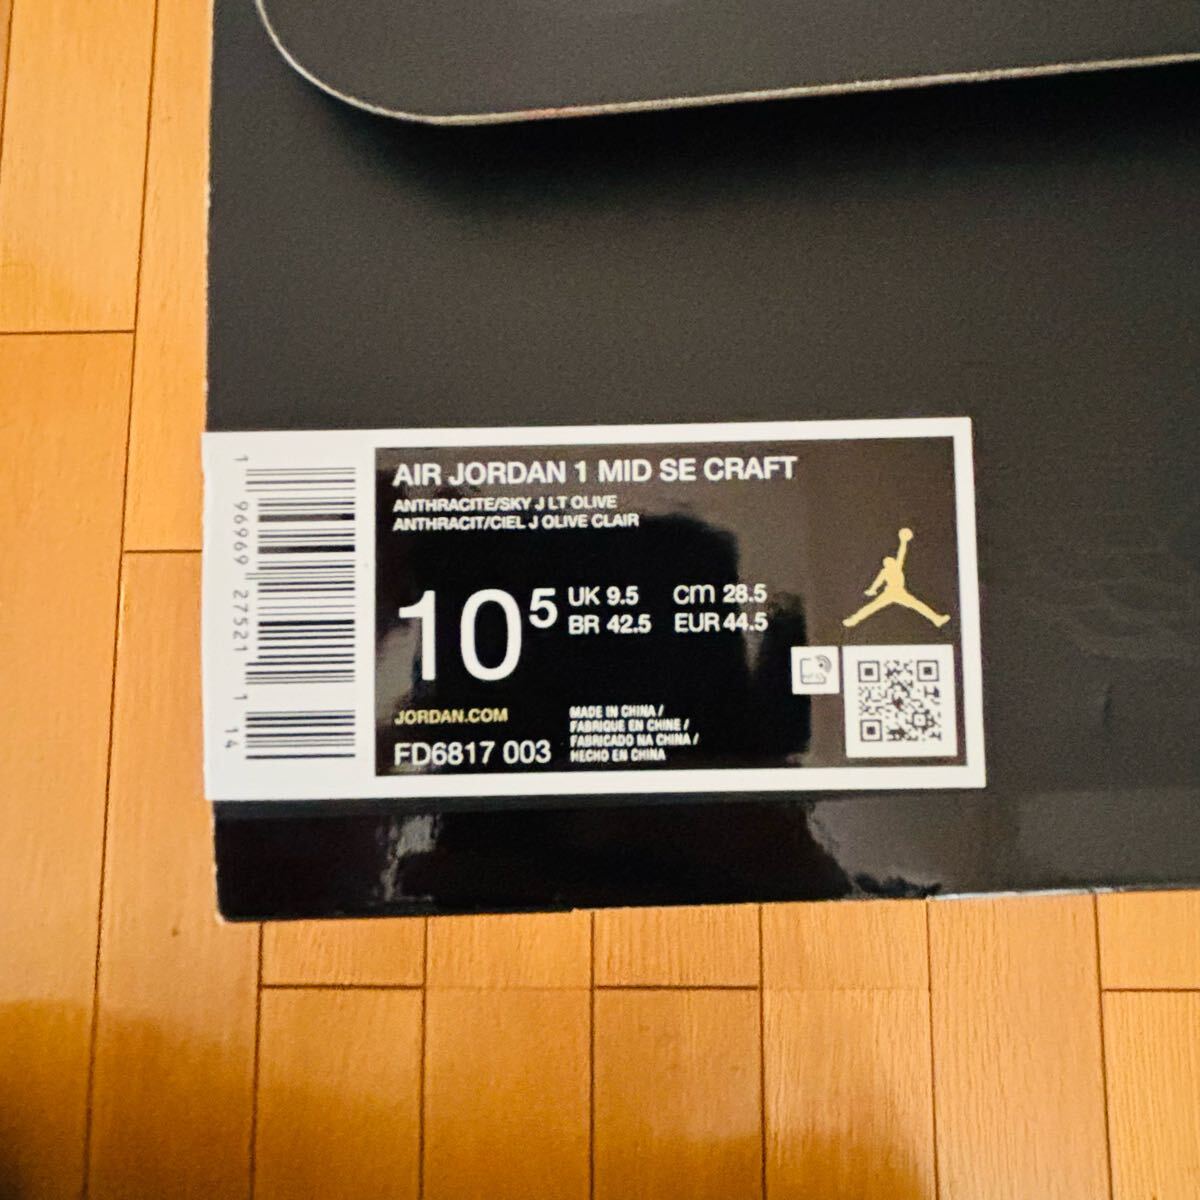 AIR JORDAN 1 MID SE CRAFT
ANTHRACITE/SKY J LT OLIVE
ANTHRACIT/CIEL J OLIVE CLAIR
10 5
UK 9.5 CM 28.5
BR 42.5 EUR 44.5
JORDAN.COM
FD6817 003
MADE IN CHINA /
FABRIQUE EN CHINE /
FABRICADO NA CHINA /
HECHO EN CHINA
1 96969 27521 1 14